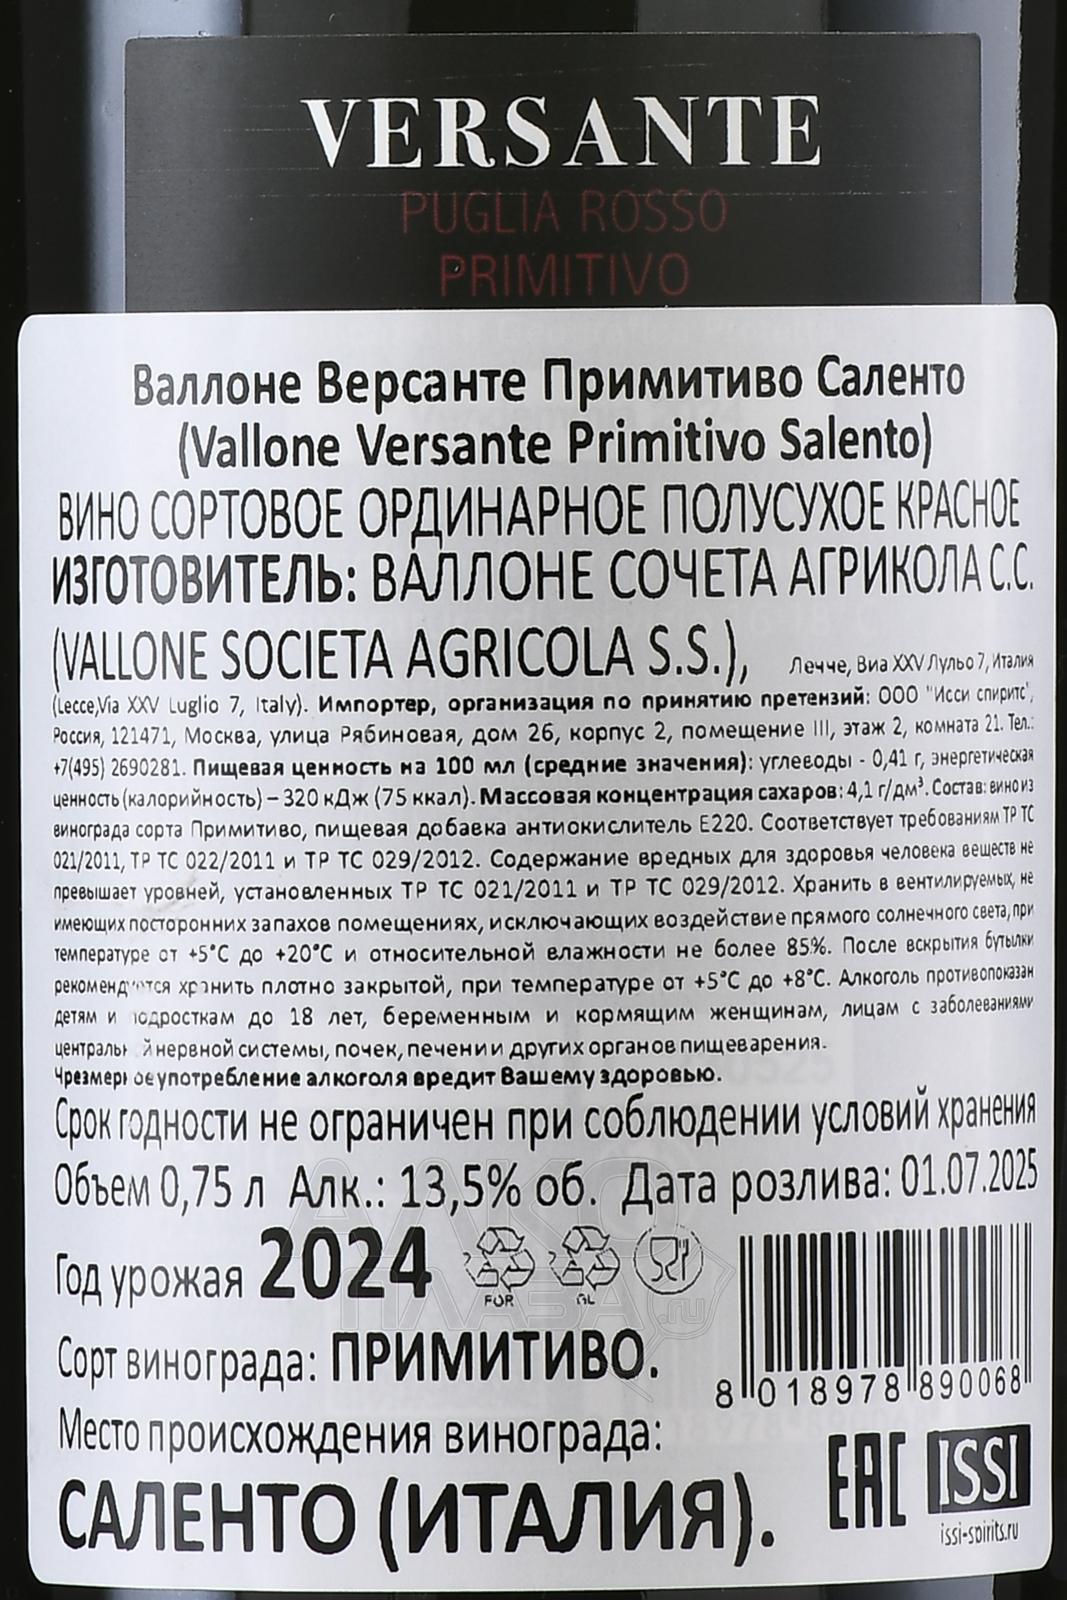 VERSANTE
PUGLIA ROSSO
PRIMITIVO
Валлоне Версанте Примитиво Саленто
(Vallone Versante Primitivo Salento)
ВИНО СОРТОВОЕ ОРДИНАРНОЕ ПОЛУСУХОЕ КРАСНОЕ
ИЗГОТОВИТЕЛЬ: ВАЛЛОНЕ СОЧЕТА АГРИКОЛА С.С.
(VALLONE SOCIETA AGRICOLA S.S.), Лечче, Виа XXV Лульо 7, Италия
(Lecce,Via XXV Luglio 7, Italy). Импортер, организация по принятию претензий: ООО "Исси спиритс",
Россия, 121471, Москва, улица Рябиновая, дом 26, корпус 2, помещение III, этаж 2, комната 21. Тел.:
+7(495) 2690281. Пищевая ценность на 100 мл (средние значения): углеводы - 0,41 г, энергетическая
ценность (калорийность) – 320 кДж (75 ккал). Массовая концентрация сахаров: 4,1 г/дм³. Состав: вино из
винограда сорта Примитиво, пищевая добавка антиокислитель Е220. Соответствует требованиям ТР ТС
021/2011, ТР ТС 022/2011 и ТР ТС 029/2012. Содержание вредных для здоровья человека веществ не
превышает уровней, установленных ТР ТС 021/2011 и ТР ТС 029/2012. Хранить в вентилируемых, не
имеющих посторонних запахов помещениях, исключающих воздействие прямого солнечного света, при
температуре от +5°С до +20°С и относительной влажности не более 85%. После вскрытия бутылки
рекомендуется хранить плотно закрытой, при температуре от +5°С до +8°С. Алкоголь противопоказан
детям и подросткам до 18 лет, беременным и кормящим женщинам, лицам с заболеваниями
центральной нервной системы, почек, печени и других органов пищеварения.
Чрезмерное употребление алкоголя вредит Вашему здоровью.
Срок годности не ограничен при соблюдении условий хранения
Объем 0,75 л Алк.: 13,5% об. Дата розлива: 01.07.2025
Год урожая 2024
FOR GL
АЛКО
ПЛАЗА.ru
Сорт винограда: ПРИМИТИВО.
8 018978 890068
Место происхождения винограда:
САЛЕНТО (ИТАЛИЯ).
EAC ISSI
issi-spirits.ru